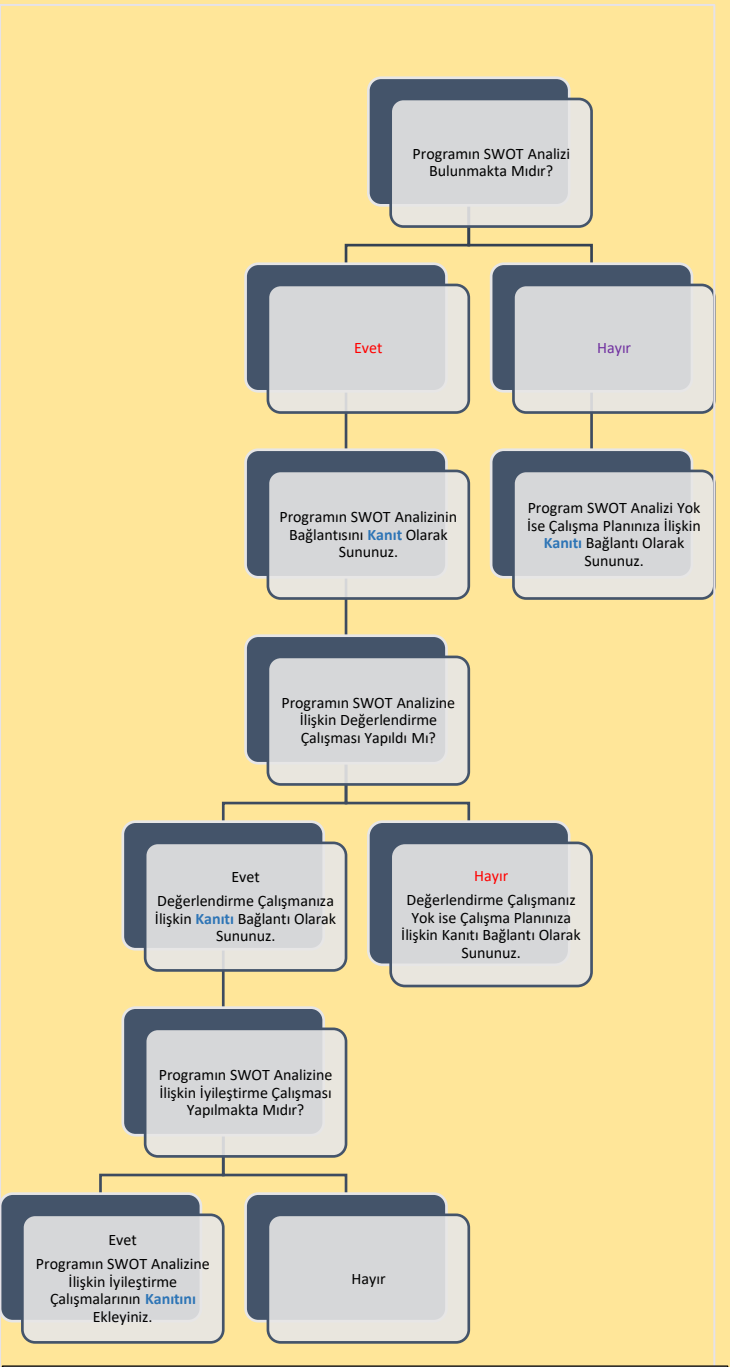 Programın SWOT Analizi
Bulunmakta Mıdır?
Evet
Hayır
Programın SWOT Analizinin
Bağlantısını Kanıt Olarak
Sununuz.
Program SWOT Analizi Yok
İse Çalışma Planınıza İlişkin
Kanıtı Bağlantı Olarak
Sununuz.
Programın SWOT Analizine
İlişkin Değerlendirme
Çalışması Yapıldı Mı?
Evet
Değerlendirme Çalışmanıza
İlişkin Kanıtı Bağlantı Olarak
Sununuz.
Hayır
Değerlendirme Çalışmanız
Yok ise Çalışma Planınıza
İlişkin Kanıtı Bağlantı Olarak
Sununuz.
Programın SWOT Analizine
İlişkin İyileştirme Çalışması
Yapılmakta Mıdır?
Evet
Programın SWOT Analizine
İlişkin İyileştirme
Çalışmalarının Kanıtını
Ekleyiniz.
Hayır